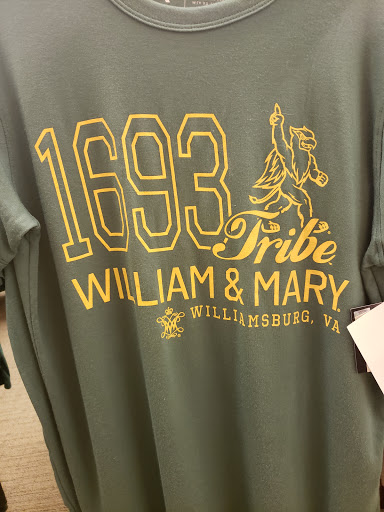 1693
Tribe
WILLIAM & MARY
WILLIAMSBURG, VA